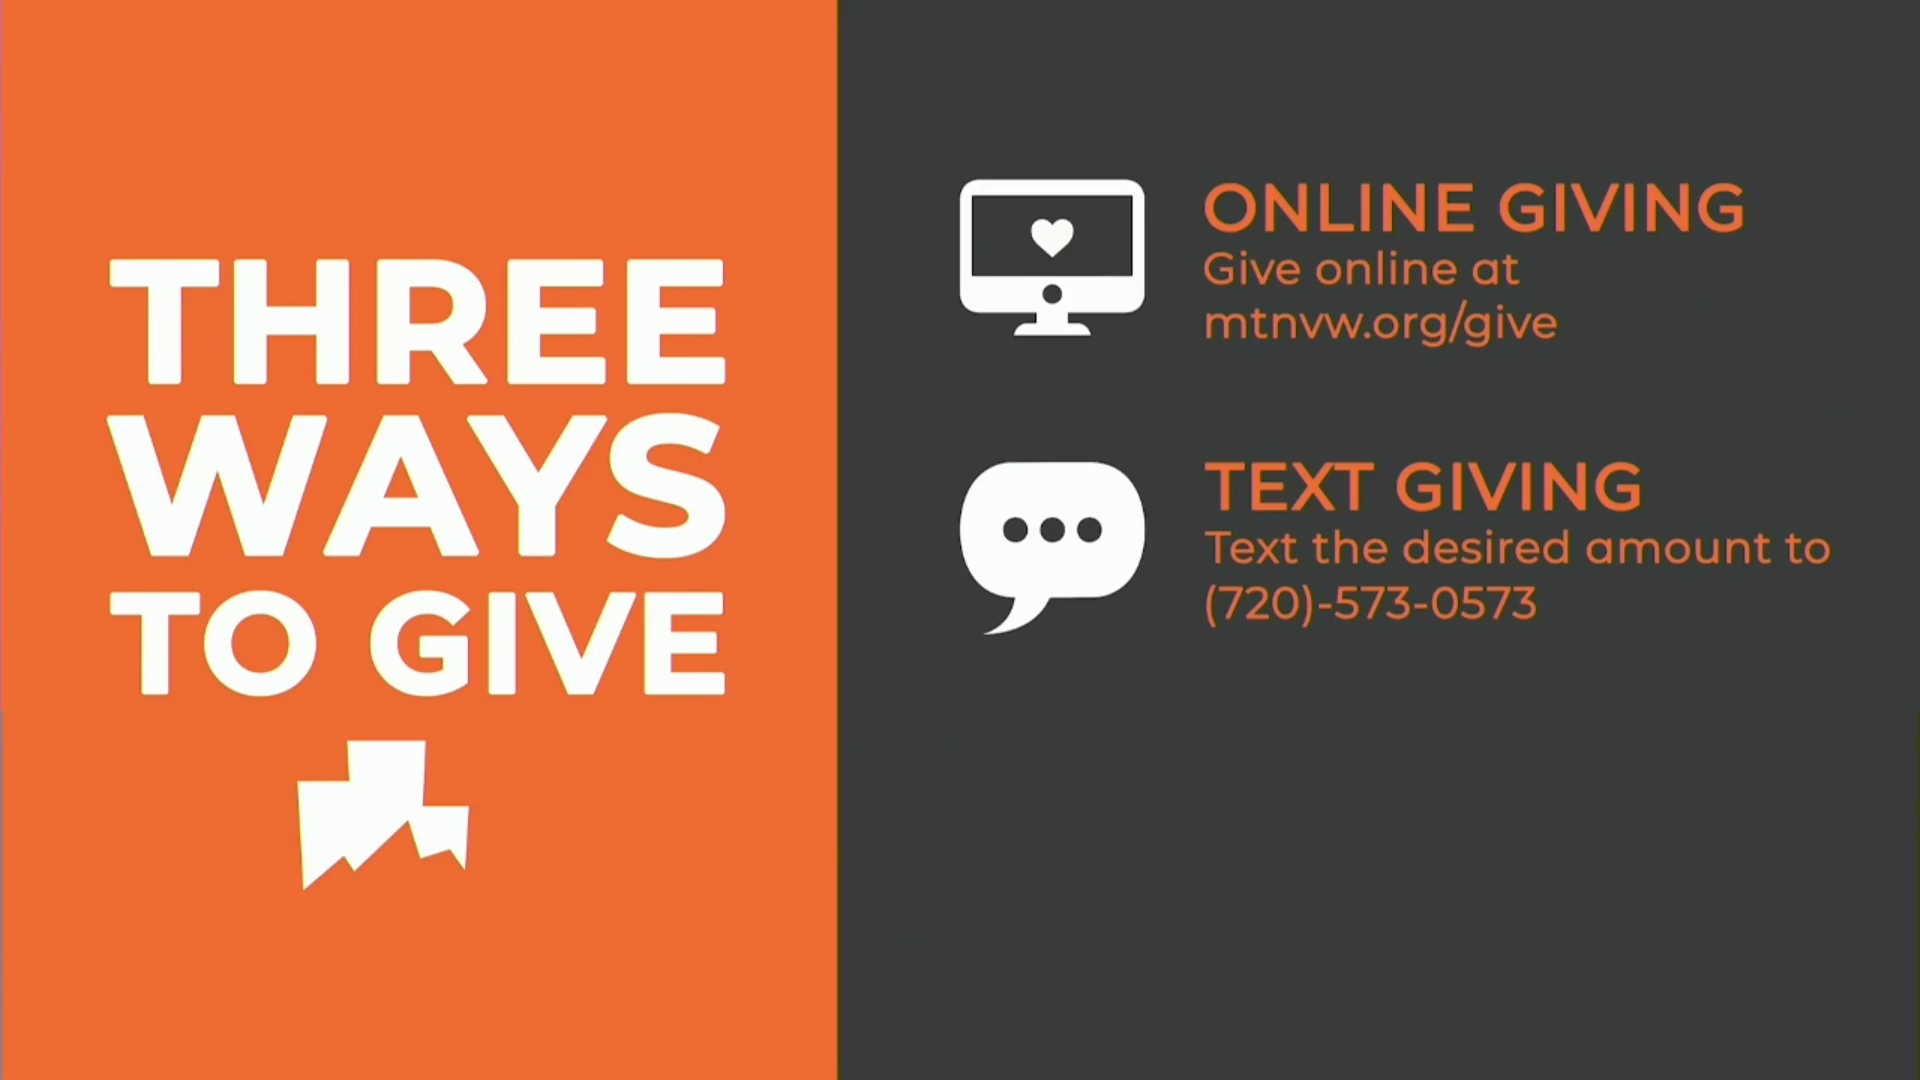 THREE
WAYS
TO GIVE
ONLINE GIVING
Give online at
mtnvw.org/give
TEXT GIVING
Text the desired amount to
(720)-573-0573